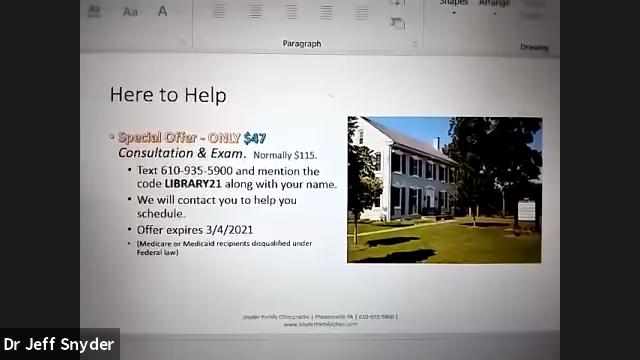 Aa A
Shapes Arrange
Paragraph
Drawing
Here to Help
• Special Offer - ONLY $47
Consultation & Exam. Normally $115.
• Text 610-935-5900 and mention the
code LIBRARY21 along with your name.
• We will contact you to help you
schedule.
• Offer expires 3/4/2021
• (Medicare or Medicaid recipients disqualified under
Federal law)
Snyder Family Chiropractic | Phoenixville PA | 610-935-5900 |
www.SnyderFamilyChiro.com
Dr Jeff Snyder